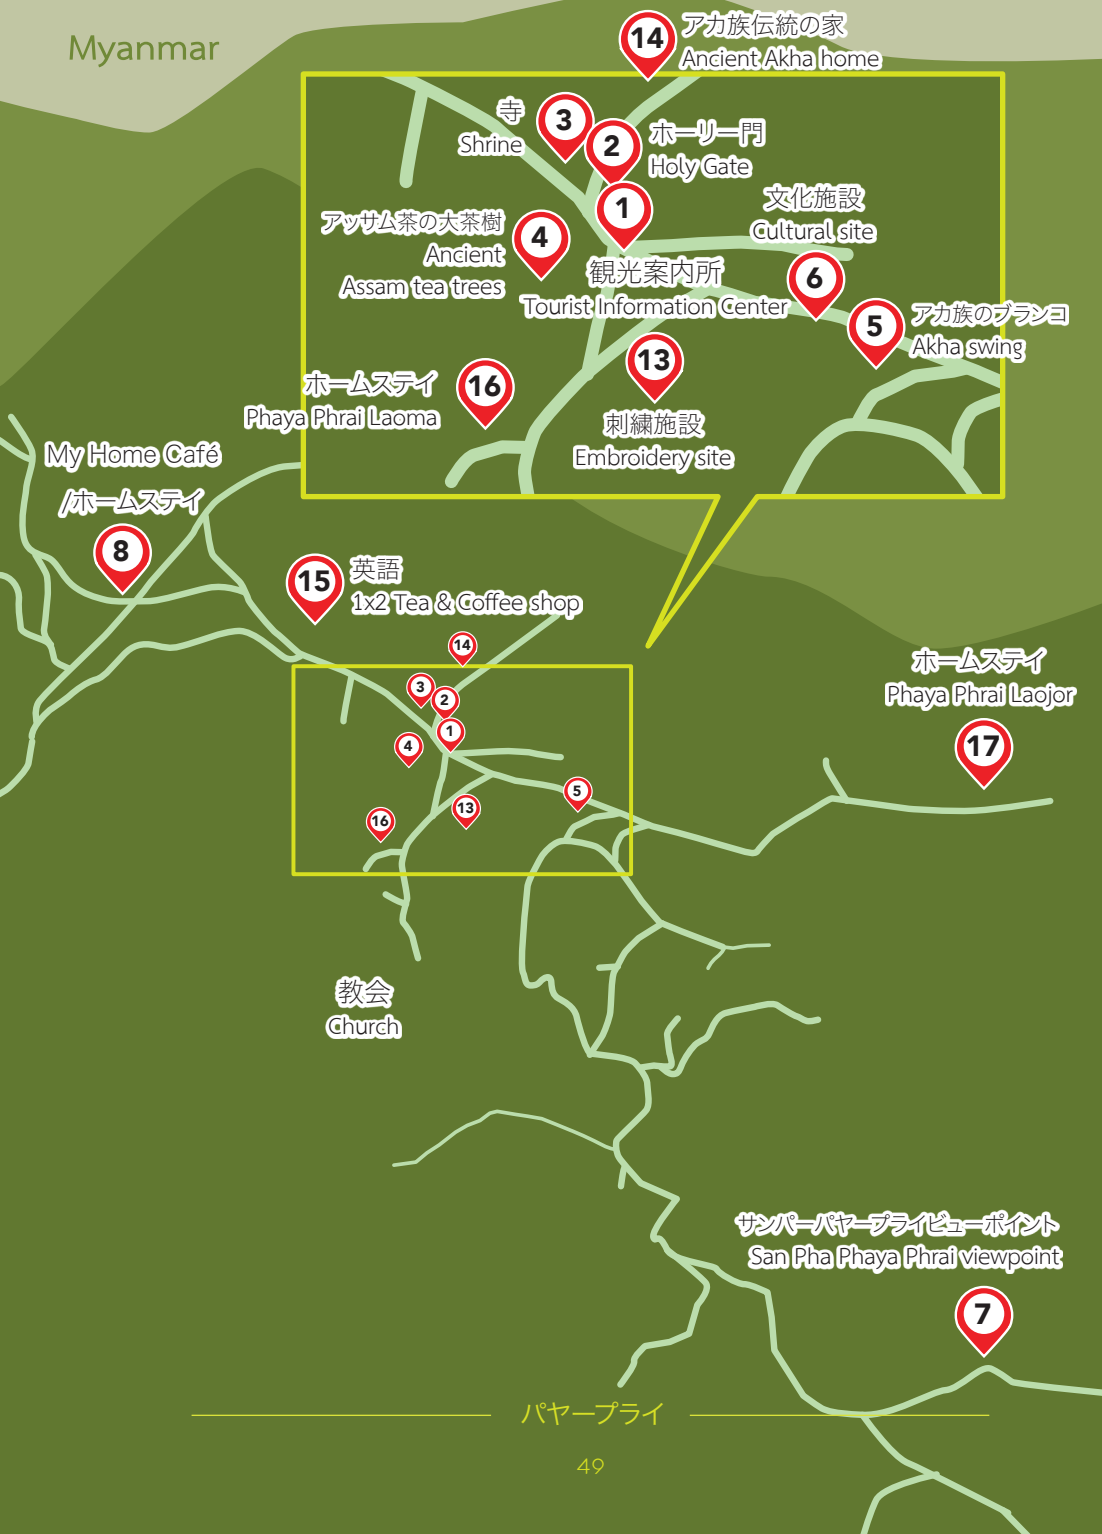 Myanmar
14
アカ族伝統の家
Ancient Akha home
3
寺
Shrine
2
ホーリー門
Holy Gate
1
文化施設
Cultural site
アッサム茶の大茶樹
4
Ancient
Assam tea trees
観光案内所
Tourist Information Center
6
5
アカ族のブランコ
Akha swing
13
ホームステイ
16
Phaya Phrai Laoma
刺繍施設
Embroidery site
My Home Café
/ホームステイ
8
15
英語
1x2 Tea & Coffee shop
14
3
2
1
4
5
13
16
ホームステイ
Phaya Phrai Laojor
17
教会
Church
サンパーパヤープライビューポイント
San Pha Phaya Phrai viewpoint
7
パヤープライ
49